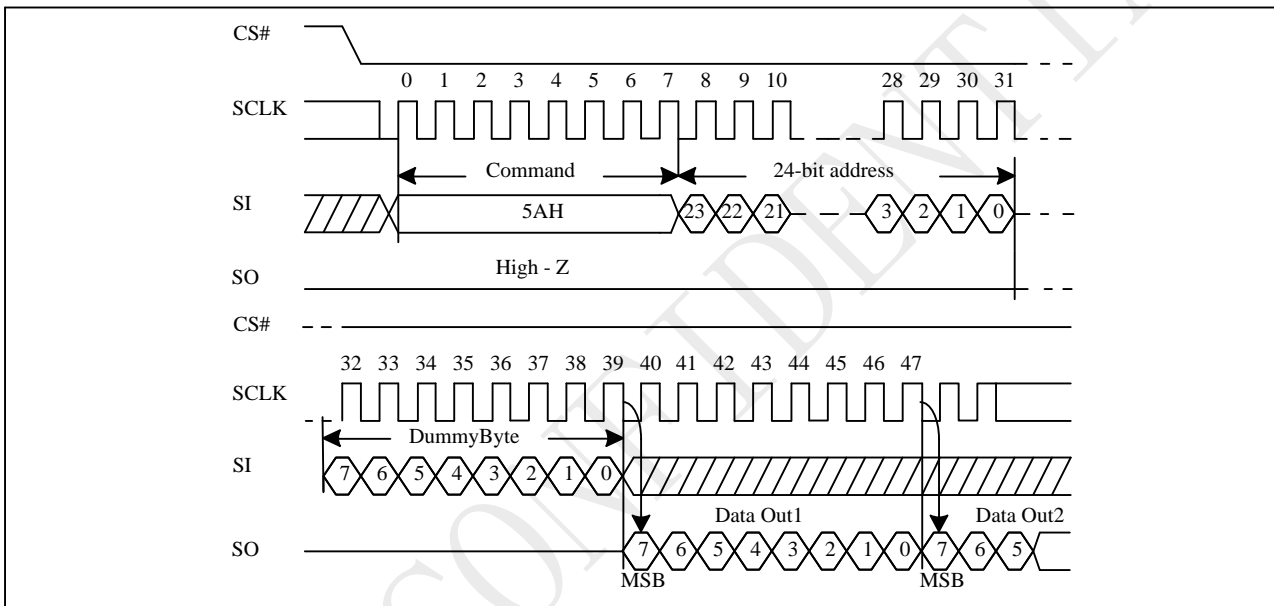 CS#
0 1 2 3 4 5 6 7 8 9 10 28 29 30 31
SCLK
Command 24-bit address
SI 5AH 23 22 21 3 2 1 0
High - Z
SO
CS#
32 33 34 35 36 37 38 39 40 41 42 43 44 45 46 47
SCLK
DummyByte
SI 7 6 5 4 3 2 1 0
Data Out1 Data Out2
SO 7 6 5 4 3 2 1 0 7 6 5
MSB MSB
CONFIDENTI